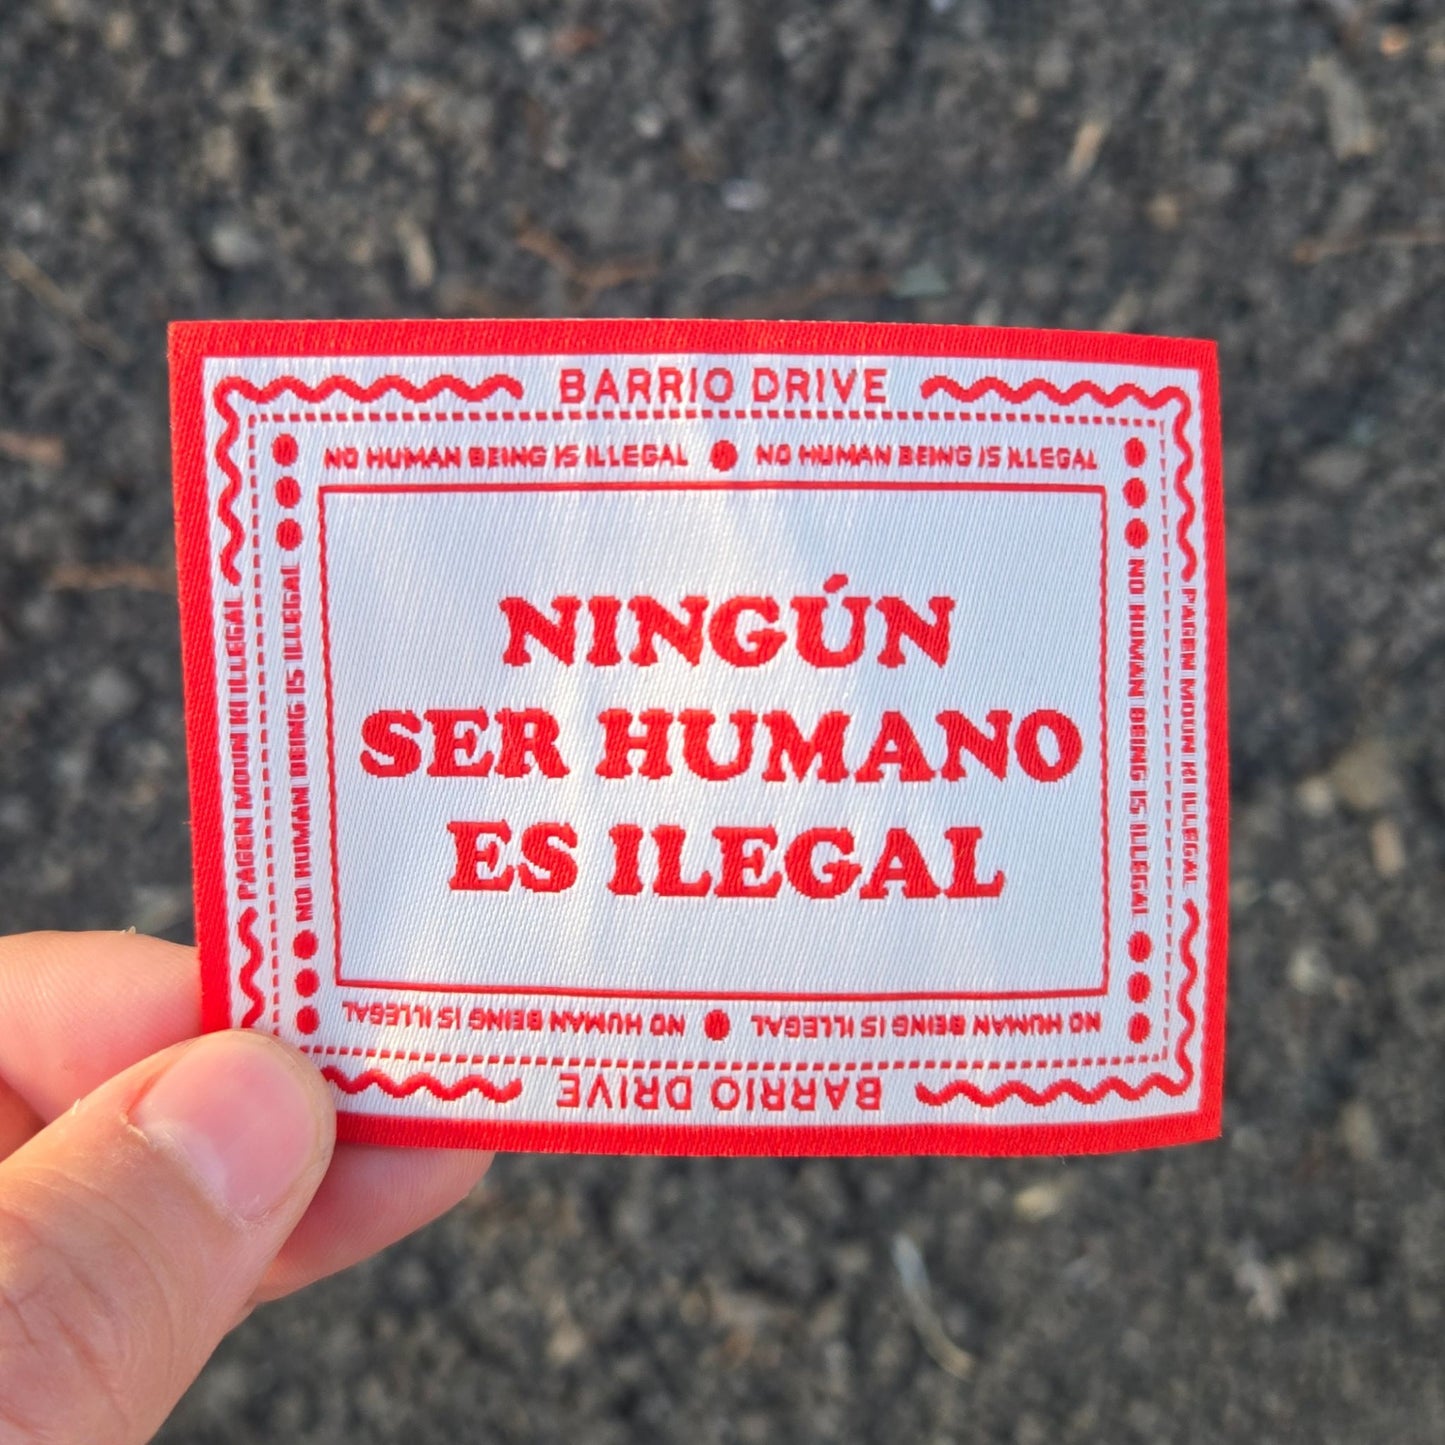 BARRIO DRIVE
NO HUMAN BEING IS ILLEGAL • NO HUMAN BEING IS ILLEGAL
PAGEN MOUN KI ILLEGAL
NO HUMAN BEING IS ILLEGAL
NINGÚN
SER HUMANO
ES ILEGAL
NO HUMAN BEING IS ILLEGAL
PAGEN MOUN KI ILLEGAL
NO HUMAN BEING IS ILLEGAL • NO HUMAN BEING IS ILLEGAL
BARRIO DRIVE